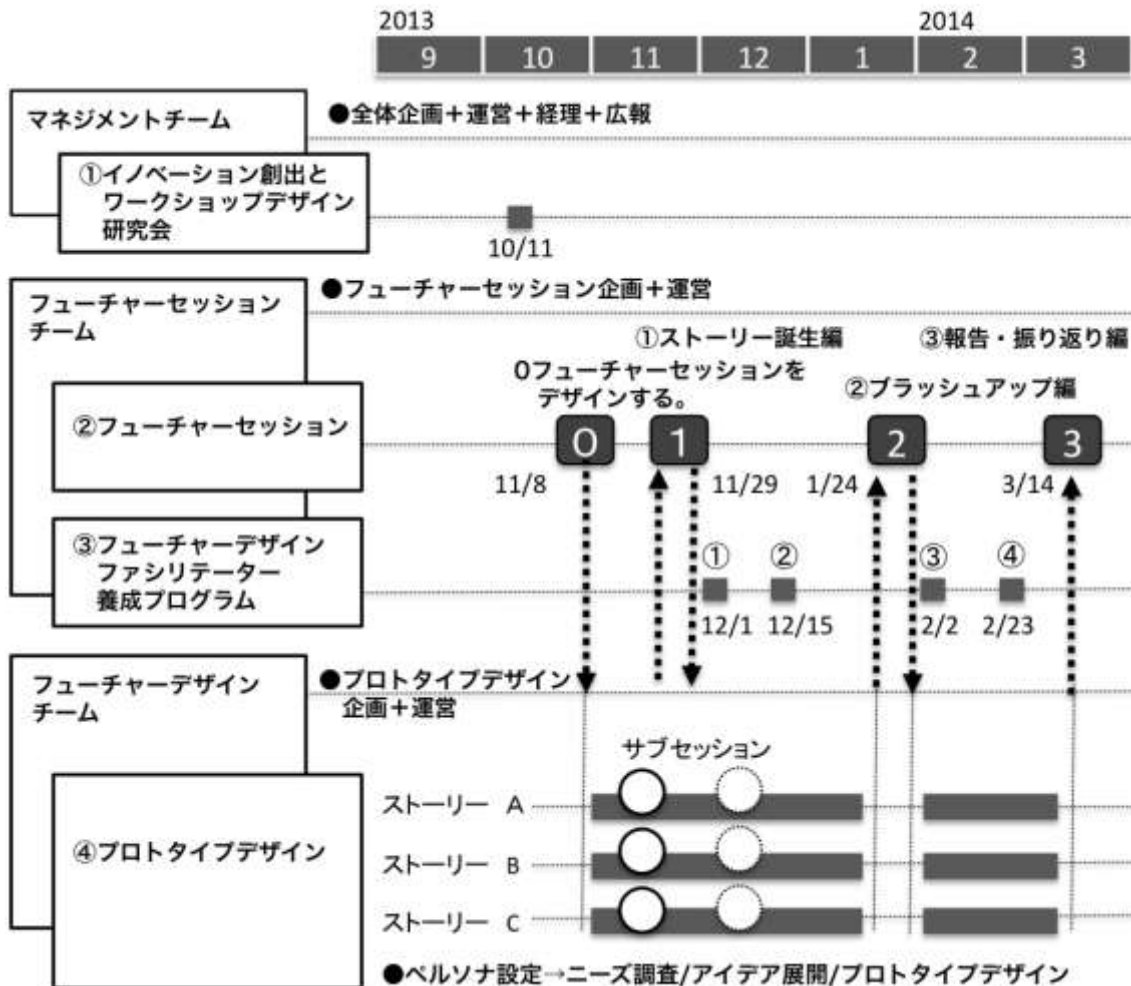 2013
2014
9 10 11 12 1 2 3
マネジメントチーム
●全体企画＋運営＋経理＋広報
①イノベーション創出と
ワークショップデザイン
研究会
10/11
フューチャーセッション
チーム
●フューチャーセッション企画＋運営
①ストーリー誕生編
③報告・振り返り編
0フューチャーセッションを
デザインする。
②ブラッシュアップ編
②フューチャーセッション
0 1 2 3
11/8 11/29 1/24 3/14
③フューチャーデザイン
ファシリテーター
養成プログラム
① ② ③ ④
12/1 12/15 2/2 2/23
フューチャーデザイン
チーム
●プロトタイプデザイン
企画＋運営
サブセッション
④プロトタイプデザイン
ストーリー A
ストーリー B
ストーリー C
●ペルソナ設定→ニーズ調査/アイデア展開/プロトタイプデザイン